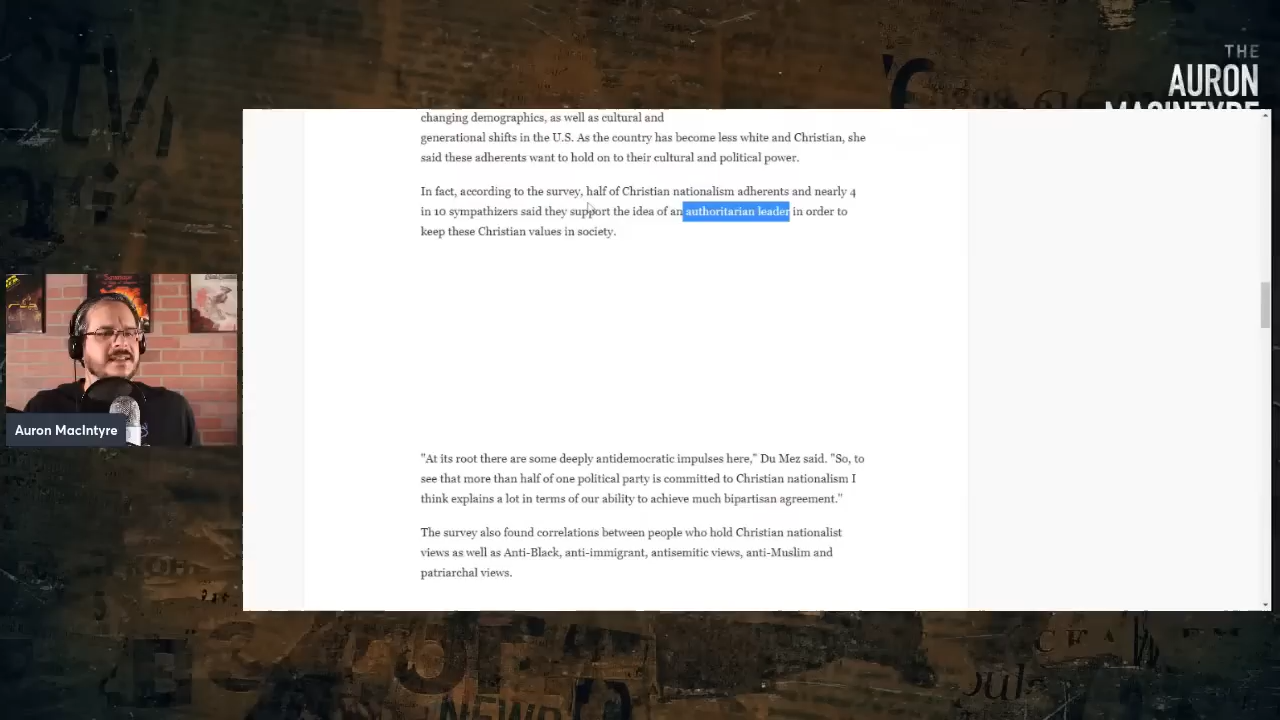 THE
AURON
MACINTYRE
changing demographics, as well as cultural and
generational shifts in the U.S. As the country has become less white and Christian, she
said these adherents want to hold on to their cultural and political power.
In fact, according to the survey, half of Christian nationalism adherents and nearly 4
in 10 sympathizers said they support the idea of an authoritarian leader in order to
keep these Christian values in society.
Auron MacIntyre
"At its root there are some deeply antidemocratic impulses here," Du Mez said. "So, to
see that more than half of one political party is committed to Christian nationalism I
think explains a lot in terms of our ability to achieve much bipartisan agreement."
The survey also found correlations between people who hold Christian nationalist
views as well as Anti-Black, anti-immigrant, antisemitic views, anti-Muslim and
patriarchal views.